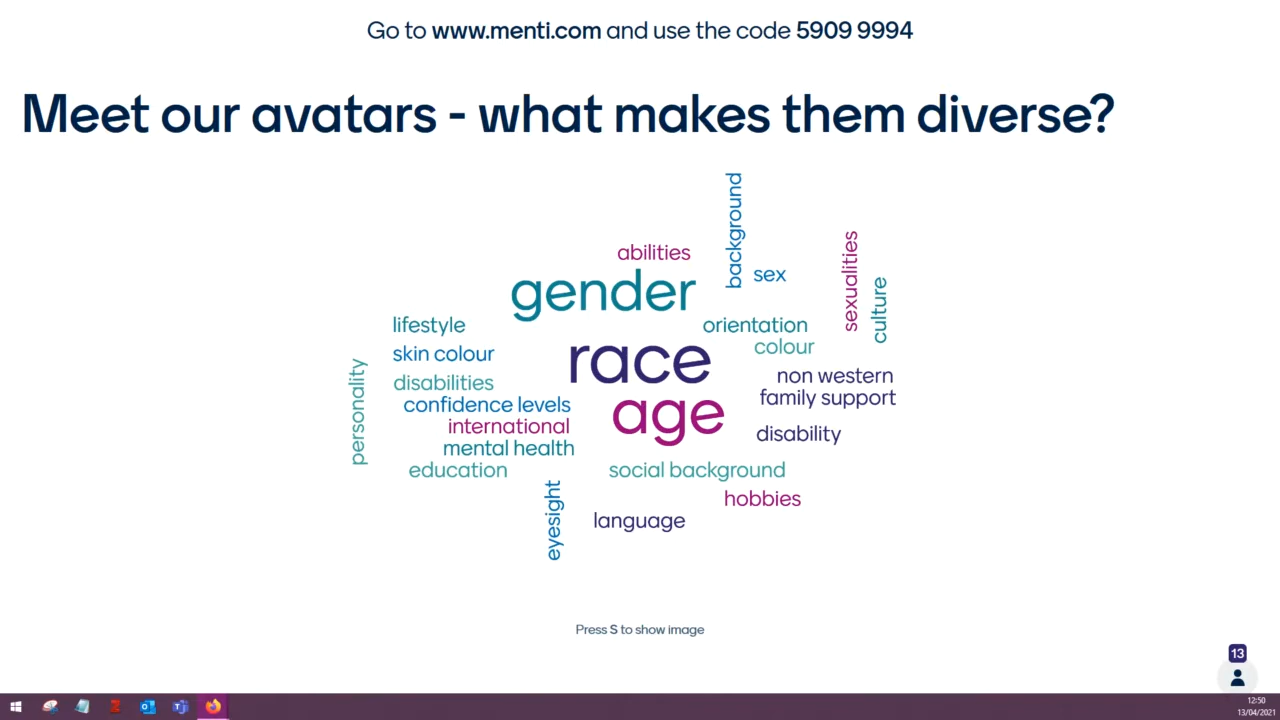 Go to www.menti.com and use the code 5909 9994
Meet our avatars - what makes them diverse?
background
abilities
sexualities
sex
gender
culture
lifestyle
orientation
colour
skin colour
race
personality
non western
disabilities
family support
confidence levels
age
international
disability
mental health
education
social background
hobbies
eyesight
language
Press S to show image
13
12:50
13/04/2021